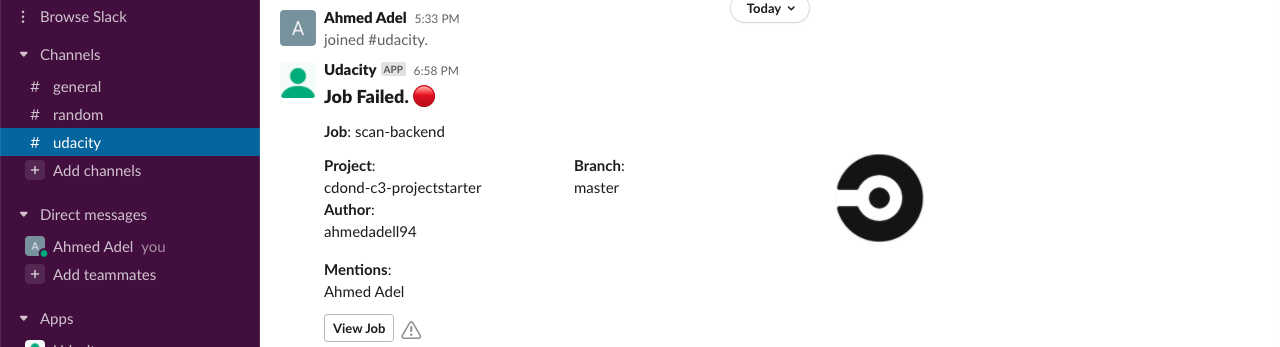 Browse Slack
Channels
# general
# random
# udacity
+ Add channels
Direct messages
A Ahmed Adel you
+ Add teammates
Apps
Today
A
Ahmed Adel 5:33 PM
joined #udacity.
Udacity APP 6:58 PM
Job Failed.
Job: scan-backend
Project:
cdond-c3-projectstarter
Branch:
master
Author:
ahmedadell94
Mentions:
Ahmed Adel
View Job